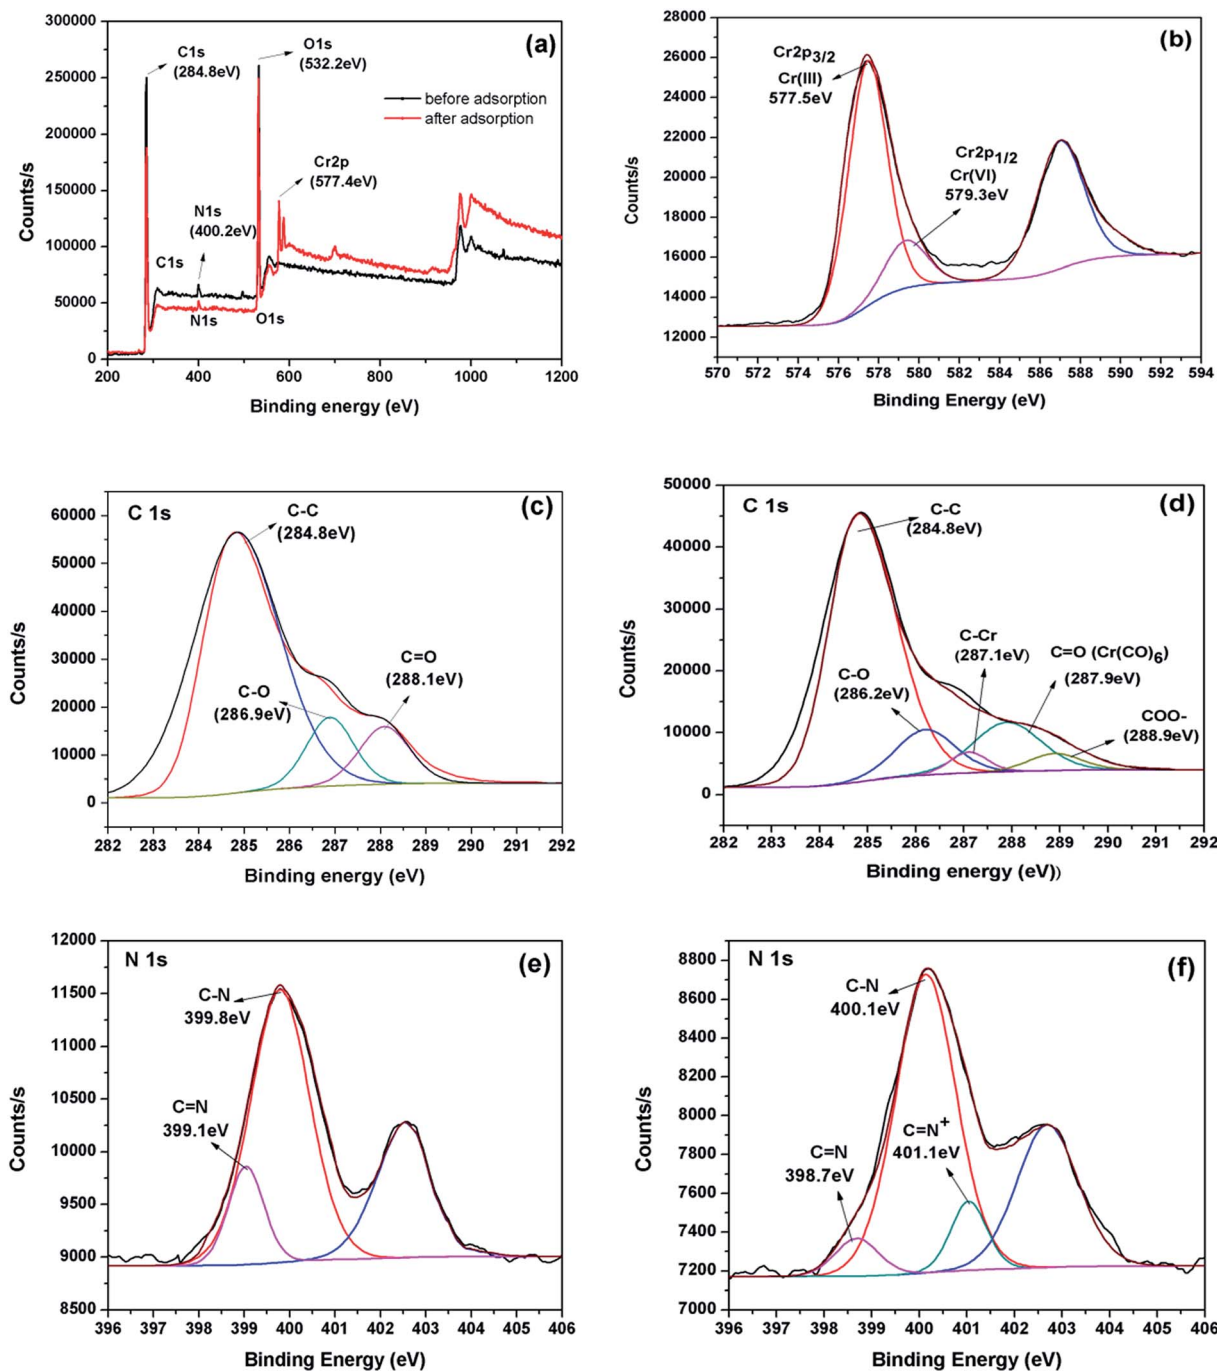 (a)
300000
250000
200000
150000
100000
50000
0
Counts/s
C1s
(284.8eV)
O1s
(532.2eV)
before adsorption
after adsorption
Cr2p
(577.4eV)
N1s
(400.2eV)
C1s
N1s
O1s
200 400 600 800 1000 1200
Binding energy (eV)
(b)
28000
26000
24000
22000
20000
18000
16000
14000
12000
Counts/s
Cr2p3/2
Cr(III)
577.5eV
Cr2p1/2
Cr(VI)
579.3eV
570 572 574 576 578 580 582 584 586 588 590 592 594
Binding Energy (eV)
C 1s
(c)
60000
50000
40000
30000
20000
10000
0
Counts/s
C-C
(284.8eV)
C=O
(288.1eV)
C-O
(286.9eV)
282 283 284 285 286 287 288 289 290 291 292
Binding energy (eV)
C 1s
(d)
50000
40000
30000
20000
10000
0
Counts/s
C-C
(284.8eV)
C-Cr
(287.1eV)
C=O (Cr(CO)6)
(287.9eV)
C-O
(286.2eV)
COO-
(288.9eV)
282 283 284 285 286 287 288 289 290 291 292
Binding energy (eV))
N 1s
(e)
12000
11500
11000
10500
10000
9500
9000
8500
Counts/s
C-N
399.8eV
C=N
399.1eV
396 397 398 399 400 401 402 403 404 405 406
Binding Energy (eV)
N 1s
(f)
8800
8600
8400
8200
8000
7800
7600
7400
7200
7000
Counts/s
C-N
400.1eV
C=N+
401.1eV
C=N
398.7eV
396 397 398 399 400 401 402 403 404 405 406
Binding Energy (eV)